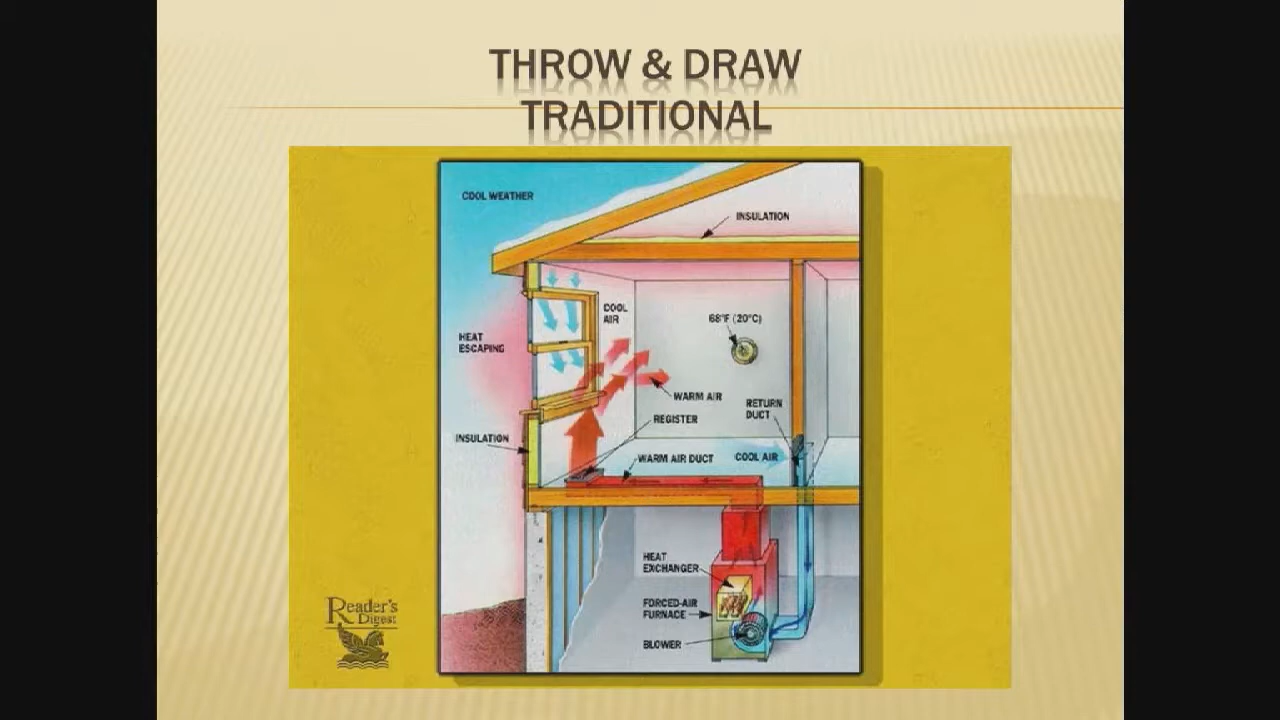 THROW & DRAW
TRADITIONAL
COOL WEATHER
INSULATION
COOL
AIR
68°F (20°C)
HEAT
ESCAPING
WARM AIR
RETURN
DUCT
REGISTER
INSULATION
WARM AIR DUCT
COOL AIR
HEAT
EXCHANGER
FORCED-AIR
FURNACE
BLOWER
Reader's
Digest